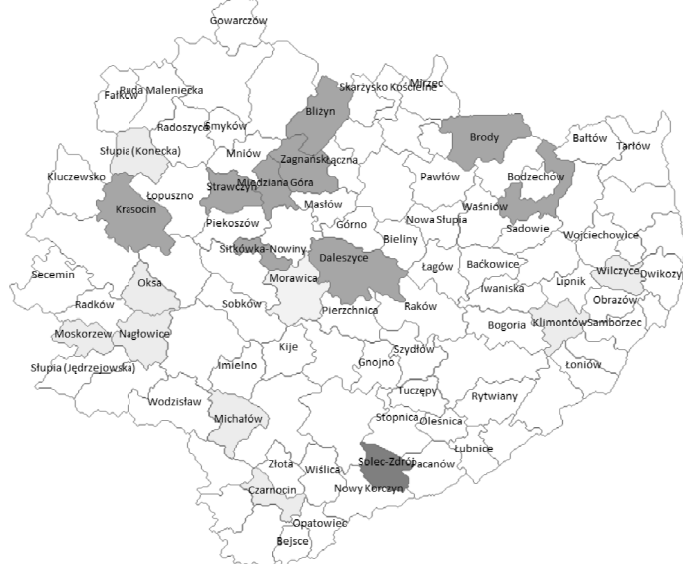 Gowarczów
Fałków
Ruda Maleniecka
Skarżysko Kościelne
Mirzec
Bliżyn
Radoszyce
Smyków
Brody
Bałtów
Tarłów
Słupia (Konecka)
Mniów
Zagnańsk
Łączna
Kluczewsko
Łopuszno
Strawczyn
Miedziana Góra
Pawłów
Bodzechów
Krasocin
Masłów
Waśniów
Piekoszów
Górno
Nowa Słupia
Sadowie
Wojciechowice
Sitkówka-Nowiny
Bieliny
Daleszyce
Łagów
Baćkowice
Wilczyce
Dwikozy
Secemin
Oksa
Morawica
Iwaniska
Lipnik
Radków
Sobków
Pierzchnica
Raków
Obrazów
Moskorzew
Nagłowice
Bogoria
Klimontów
Samborzec
Kije
Szydłów
Słupia (Jędrzejowska)
Imielno
Gnojno
Łoniów
Wodzisław
Tuczępy
Rytwiany
Michałów
Stopnica
Oleśnica
Łubnice
Złota
Wiślica
Solec-Zdrój
Pacanów
Czarnocin
Nowy Korczyn
Opatowiec
Bejsce